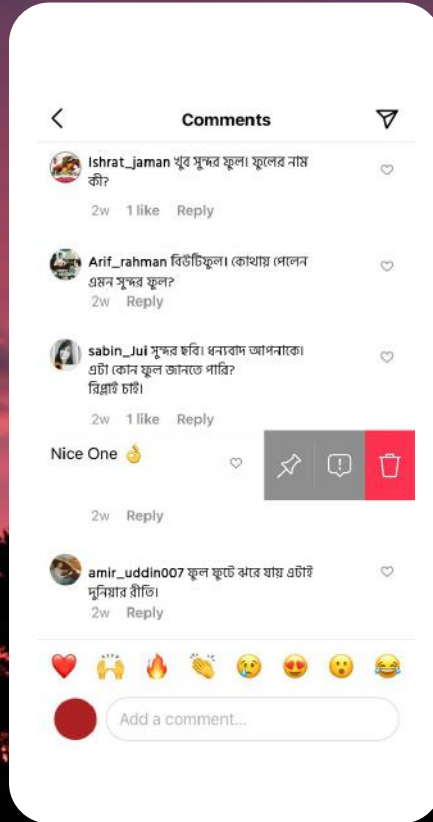 Comments
Ishrat_jaman খুব সুন্দর ফুল। ফুলের নাম
কী?
2w 1 like Reply
Arif_rahman বিউটিফুল। কোথায় পেলেন
এমন সুন্দর ফুল?
2w Reply
sabin_Jui সুন্দর ছবি। ধন্যবাদ আপনাকে।
এটা কোন ফুল জানতে পারি?
রিপ্লাই চাই।
2w 1 like Reply
Nice One 👌
2w Reply
amir_uddin007 ফুল ফুটে ঝরে যায় এটাই
দুনিয়ার রীতি।
2w Reply
Add a comment...